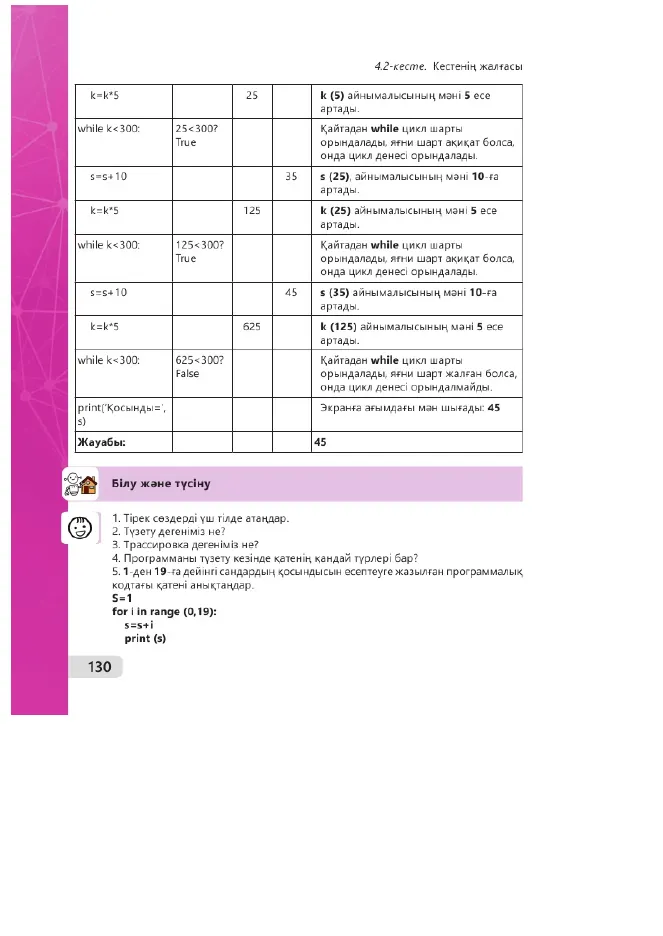 4.2-кесте. Кестенің жалғасы
k=k*5 25 k (5) айнымалысының мәні 5 есе
артады.
while k<300: 25<300? Қайтадан while цикл шарты
True орындалады, яғни шарт ақиқат болса,
онда цикл денесі орындалады.
s=s+10 35 s (25), айнымалысының мәні 10-ға
артады.
k=k*5 125 k (25) айнымалысының мәні 5 есе
артады.
while k<300: 125<300? Қайтадан while цикл шарты
True орындалады, яғни шарт ақиқат болса,
онда цикл денесі орындалады.
s=s+10 45 s (35) айнымалысының мәні 10-ға
артады.
k=k*5 625 k (125) айнымалысының мәні 5 есе
артады.
while k<300: 625<300? Қайтадан while цикл шарты
False орындалады, яғни шарт жалған болса,
онда цикл денесі орындалмайды.
print(‘Қосынды=’, Экранға ағымдағы мән шығады: 45
s)
Жауабы: 45
Білу және түсіну
1. Тірек сөздерді үш тілде атаңдар.
2. Түзету дегеніміз не?
3. Трассировка дегеніміз не?
4. Программаны түзету кезінде қатенің қандай түрлері бар?
5. 1-ден 19-ға дейінгі сандардың қосындысын есептеуге жазылған программалық
кодтағы қатені анықтаңдар.
S=1
for i in range (0,19):
s=s+i
print (s)
130